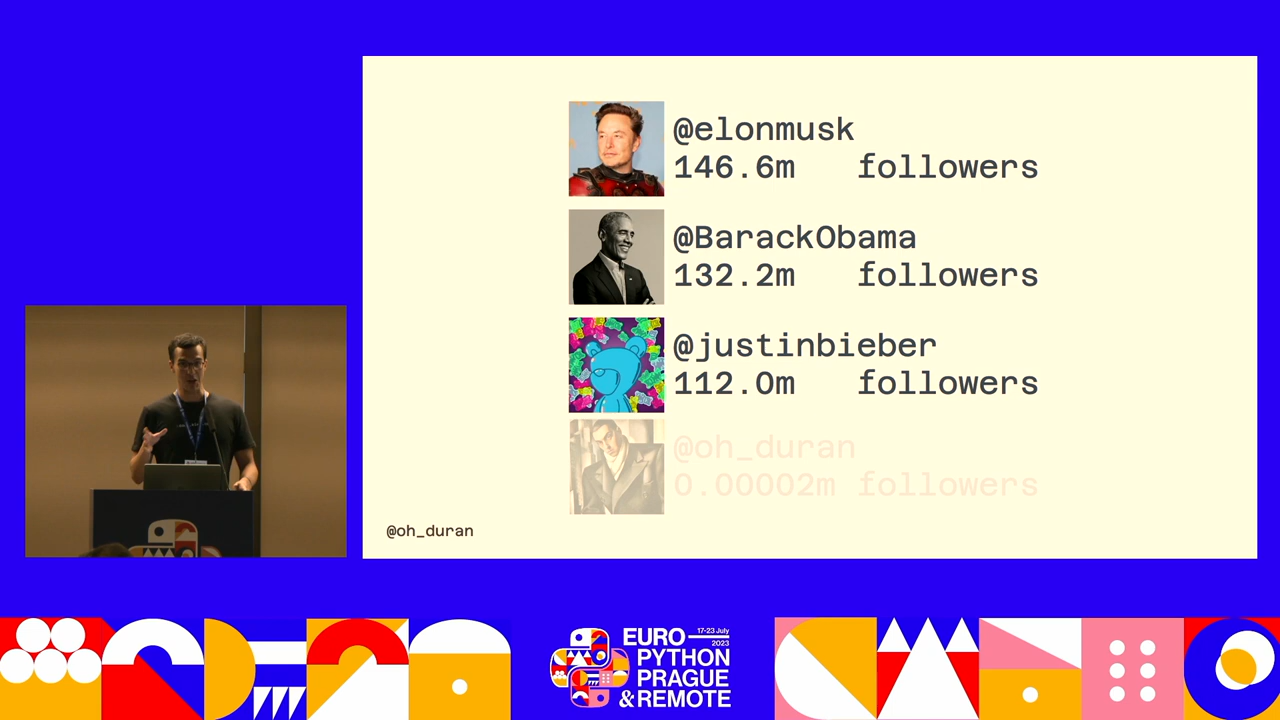 @elonmusk
146.6m followers
@BarackObama
132.2m followers
@justinbieber
112.0m followers
@oh_duran
0.00002m followers
@oh_duran
17-23 July
2023
EURO
PYTHON
PRAGUE
& REMOTE